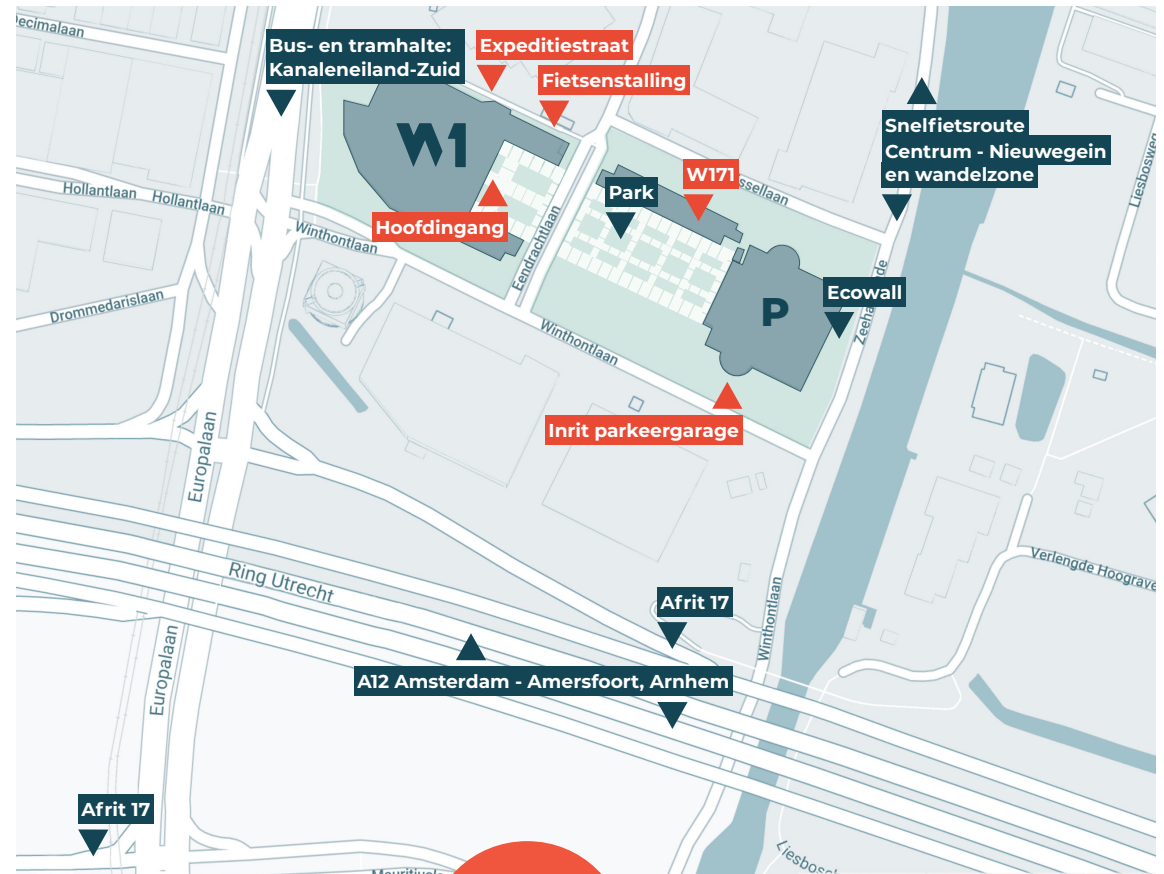 Decimalaan
Bus- en tramhalte:
Kanaleneiland-Zuid
Expeditiestraat
Fietsenstalling
W1
Snelfietsroute
Centrum - Nieuwegein
en wandelzone
Liesbosweg
W171
Park
Hollantlaan
Hollantlaan
Hoofdingang
Winthontlaan
Eendrachtlaan
Drommedarislaan
Ecowall
P
Winthontlaan
Inrit parkeergarage
Europalaan
Ring Utrecht
Verlengde Hoograve
Afrit 17
Winthontlaan
Europalaan
A12 Amsterdam - Amersfoort, Arnhem
Afrit 17